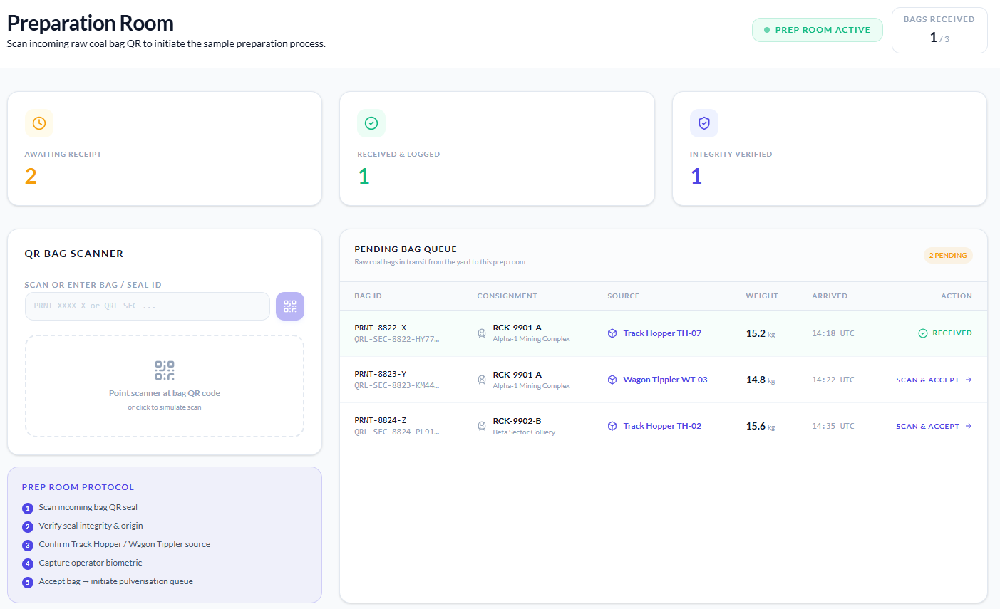 Preparation Room
Scan incoming raw coal bag QR to initiate the sample preparation process.
PREP ROOM ACTIVE
BAGS RECEIVED
1 / 3
AWAITING RECEIPT
2
RECEIVED & LOGGED
1
INTEGRITY VERIFIED
1
QR BAG SCANNER
SCAN OR ENTER BAG / SEAL ID
PRNT-XXXX-X or QRL-SEC-...
Point scanner at bag QR code
or click to simulate scan
PREP ROOM PROTOCOL
1 Scan incoming bag QR seal
2 Verify seal integrity & origin
3 Confirm Track Hopper / Wagon Tippler source
4 Capture operator biometric
5 Accept bag → initiate pulverisation queue
PENDING BAG QUEUE
Raw coal bags in transit from the yard to this prep room.
2 PENDING
BAG ID CONSIGNMENT SOURCE WEIGHT ARRIVED ACTION
PRNT-8822-X RCK-9901-A Track Hopper TH-07 15.2 kg 14:18 UTC RECEIVED
QRL-SEC-8822-HY77… Alpha-1 Mining Complex
PRNT-8823-Y RCK-9901-A Wagon Tippler WT-03 14.8 kg 14:22 UTC SCAN & ACCEPT →
QRL-SEC-8823-KM44… Alpha-1 Mining Complex
PRNT-8824-Z RCK-9902-B Track Hopper TH-02 15.6 kg 14:35 UTC SCAN & ACCEPT →
QRL-SEC-8824-PL91… Beta Sector Colliery